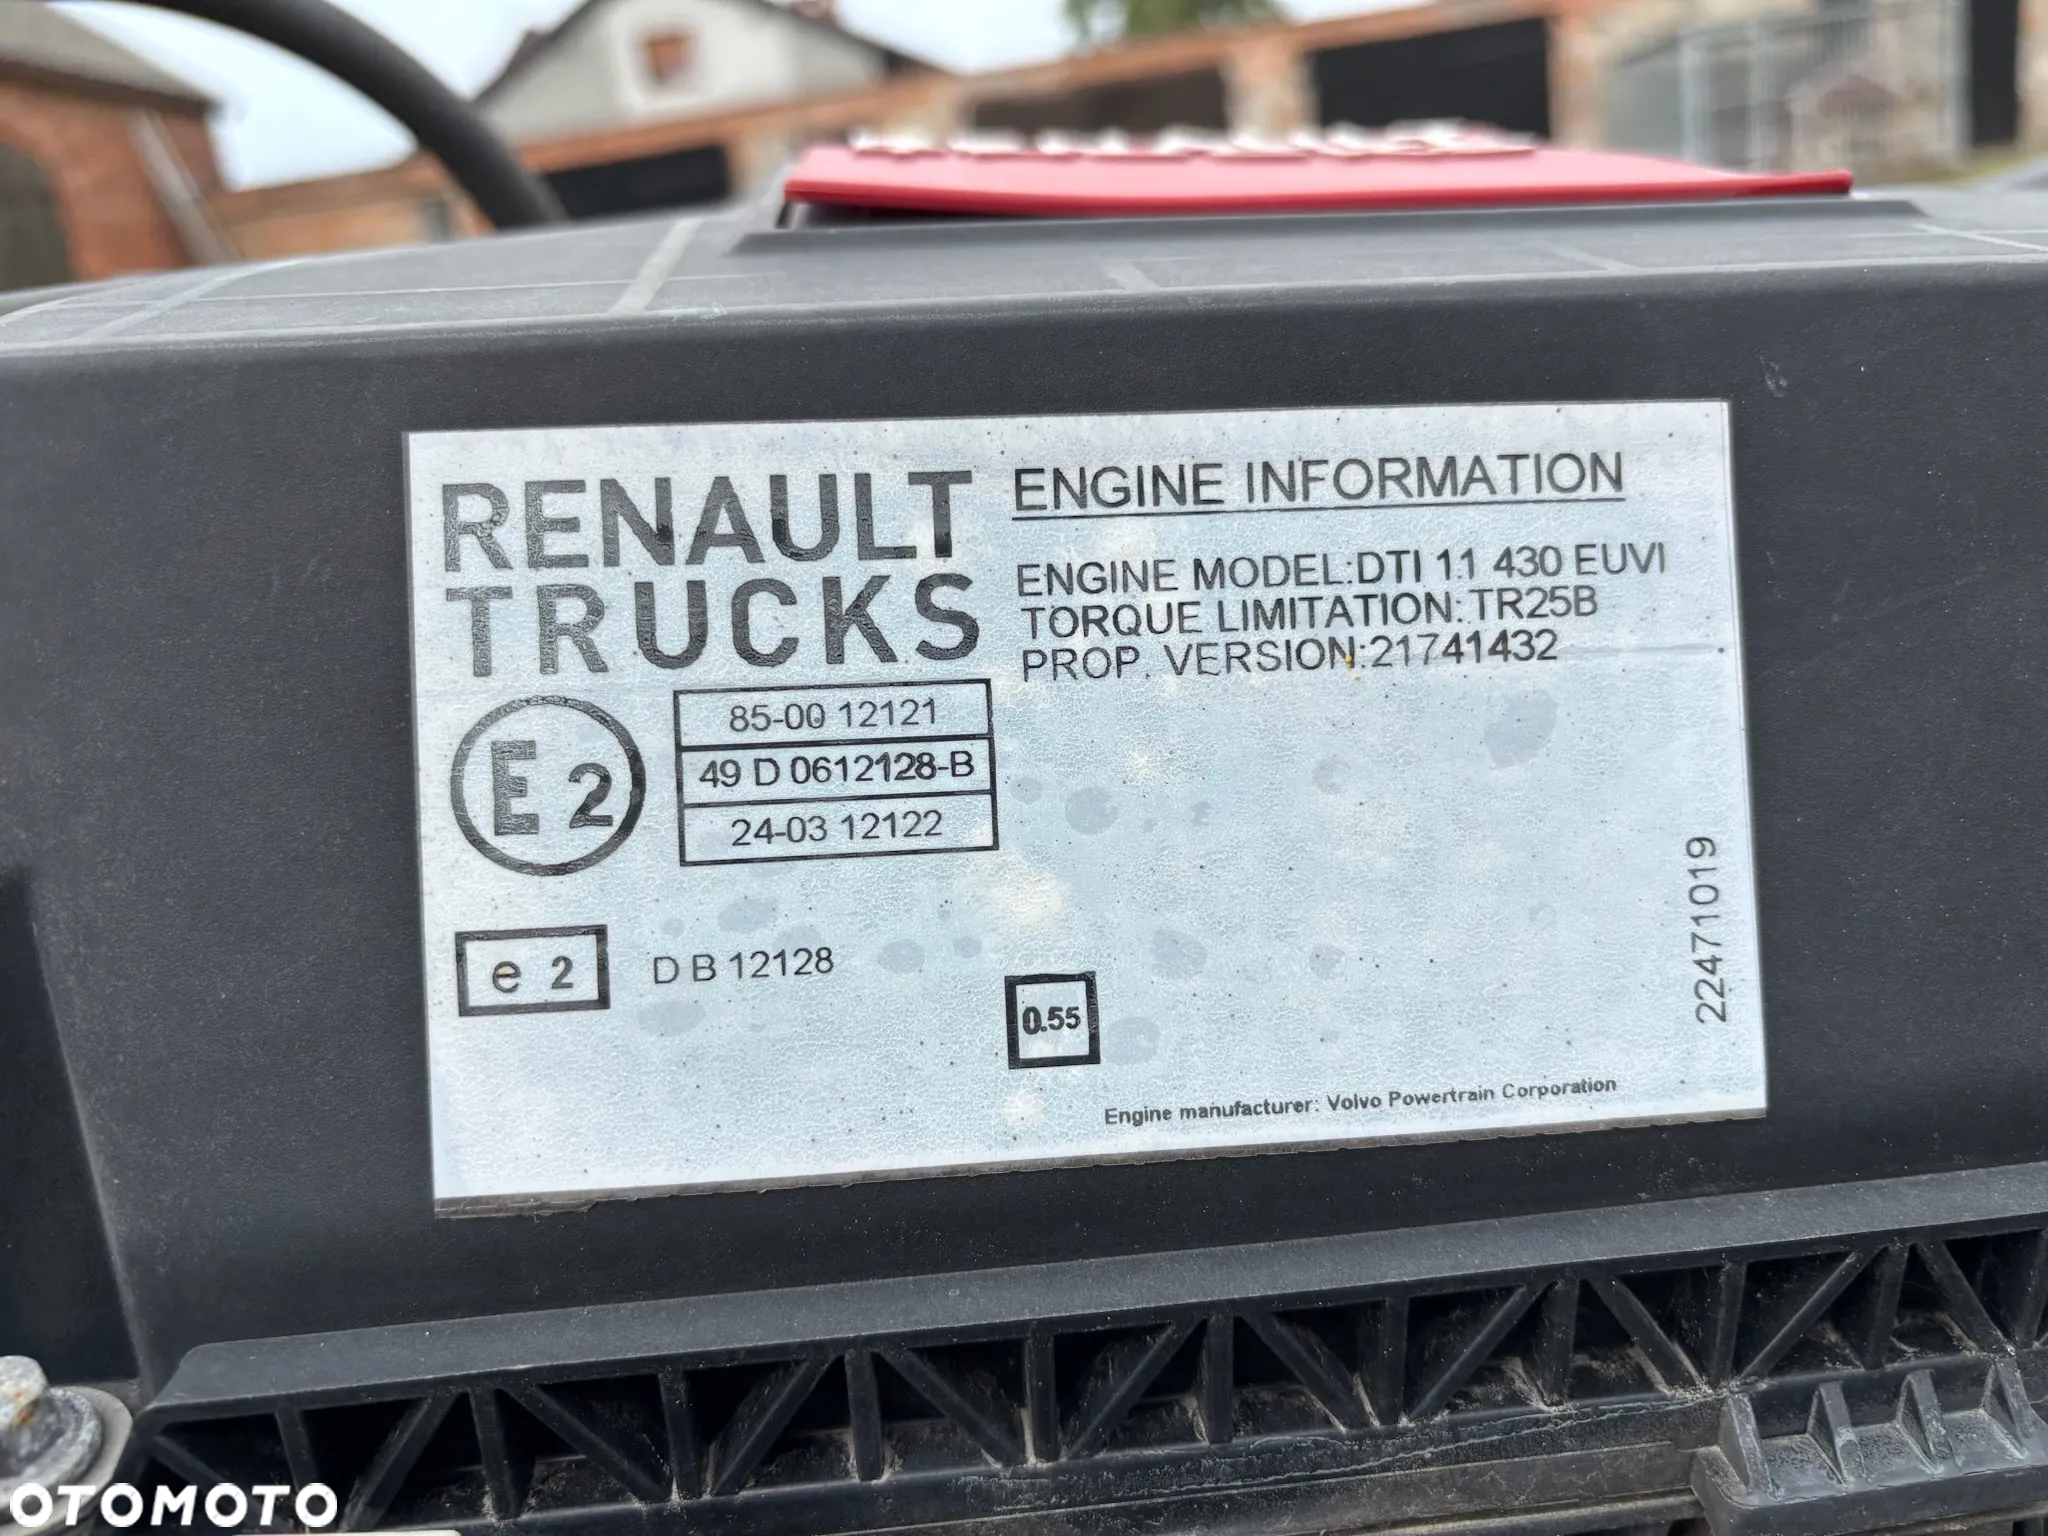 RENAULT
TRUCKS
ENGINE INFORMATION
ENGINE MODEL:DTI 11 430 EUVI
TORQUE LIMITATION:TR25B
PROP. VERSION:21741432
E 2
85-00 12121
49 D 0612128-B
24-03 12122
e 2
D B 12128
0.55
22471019
Engine manufacturer: Volvo Powertrain Corporation
OTOMOTO